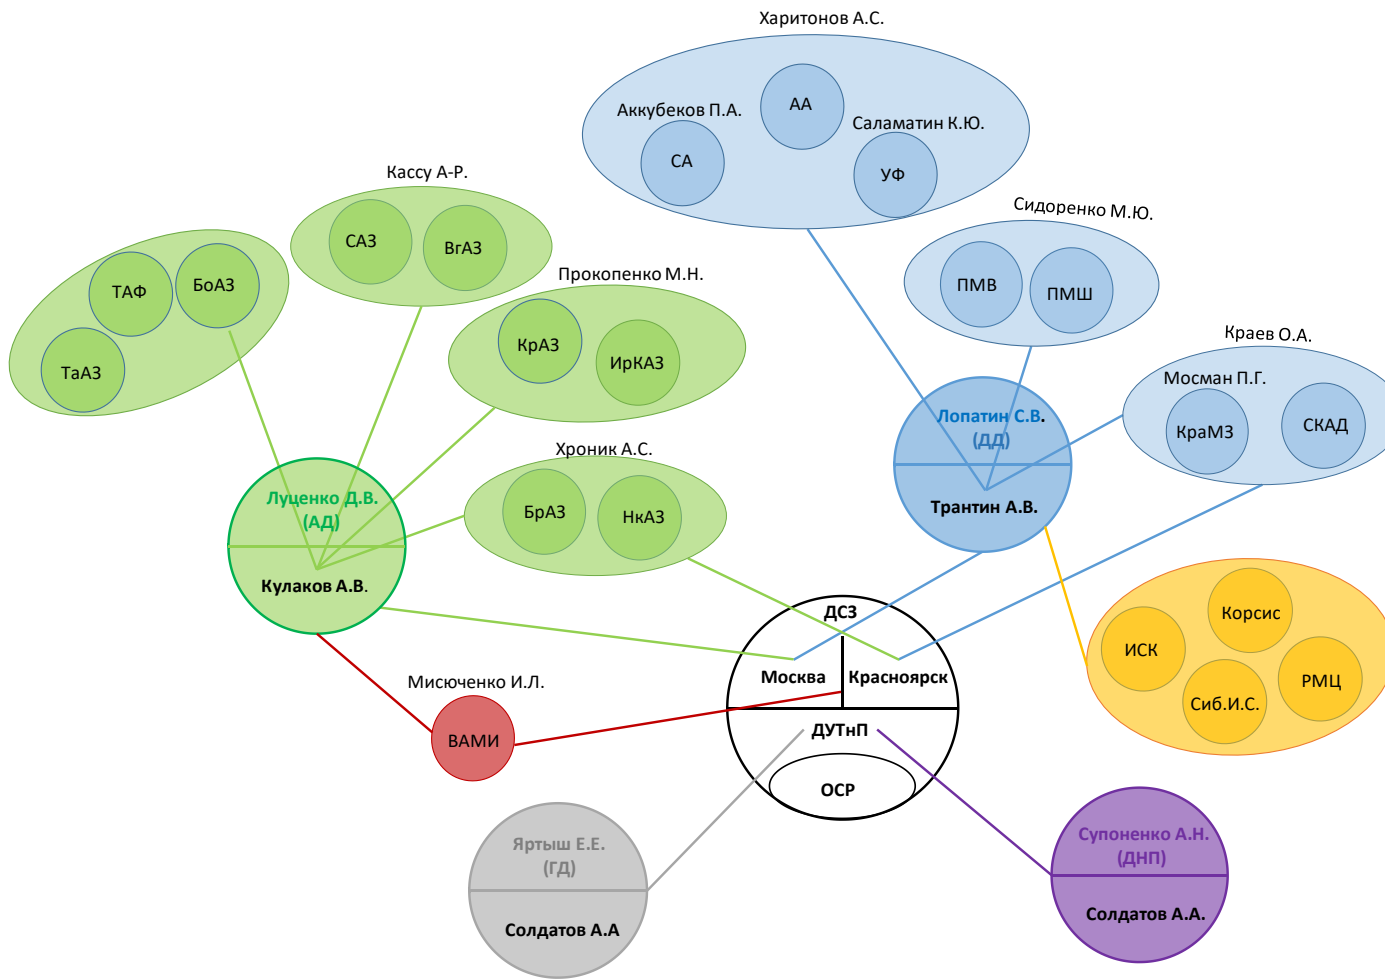 Харитонов А.С.
АА
Аккубеков П.А.
Саламатин К.Ю.
СА
УФ
Кассу А-Р.
САЗ
ВгАЗ
Сидоренко М.Ю.
ПМВ
ПМШ
ТАФ
БоАЗ
ТаАЗ
Прокопенко М.Н.
КрАЗ
ИрКАЗ
Краев О.А.
Мосман П.Г.
КраМЗ
СКАД
Лопатин С.В.
(ДД)
Трантин А.В.
Хроник А.С.
БрАЗ
НкАЗ
Луценко Д.В.
(АД)
Кулаков А.В.
ДСЗ
Москва
Красноярск
ДУТнП
ОСР
Корсис
ИСК
РМЦ
Сиб.И.С.
Мисюченко И.Л.
ВАМИ
Яртыш Е.Е.
(ГД)
Солдатов А.А
Супоненко А.Н.
(ДНП)
Солдатов А.А.